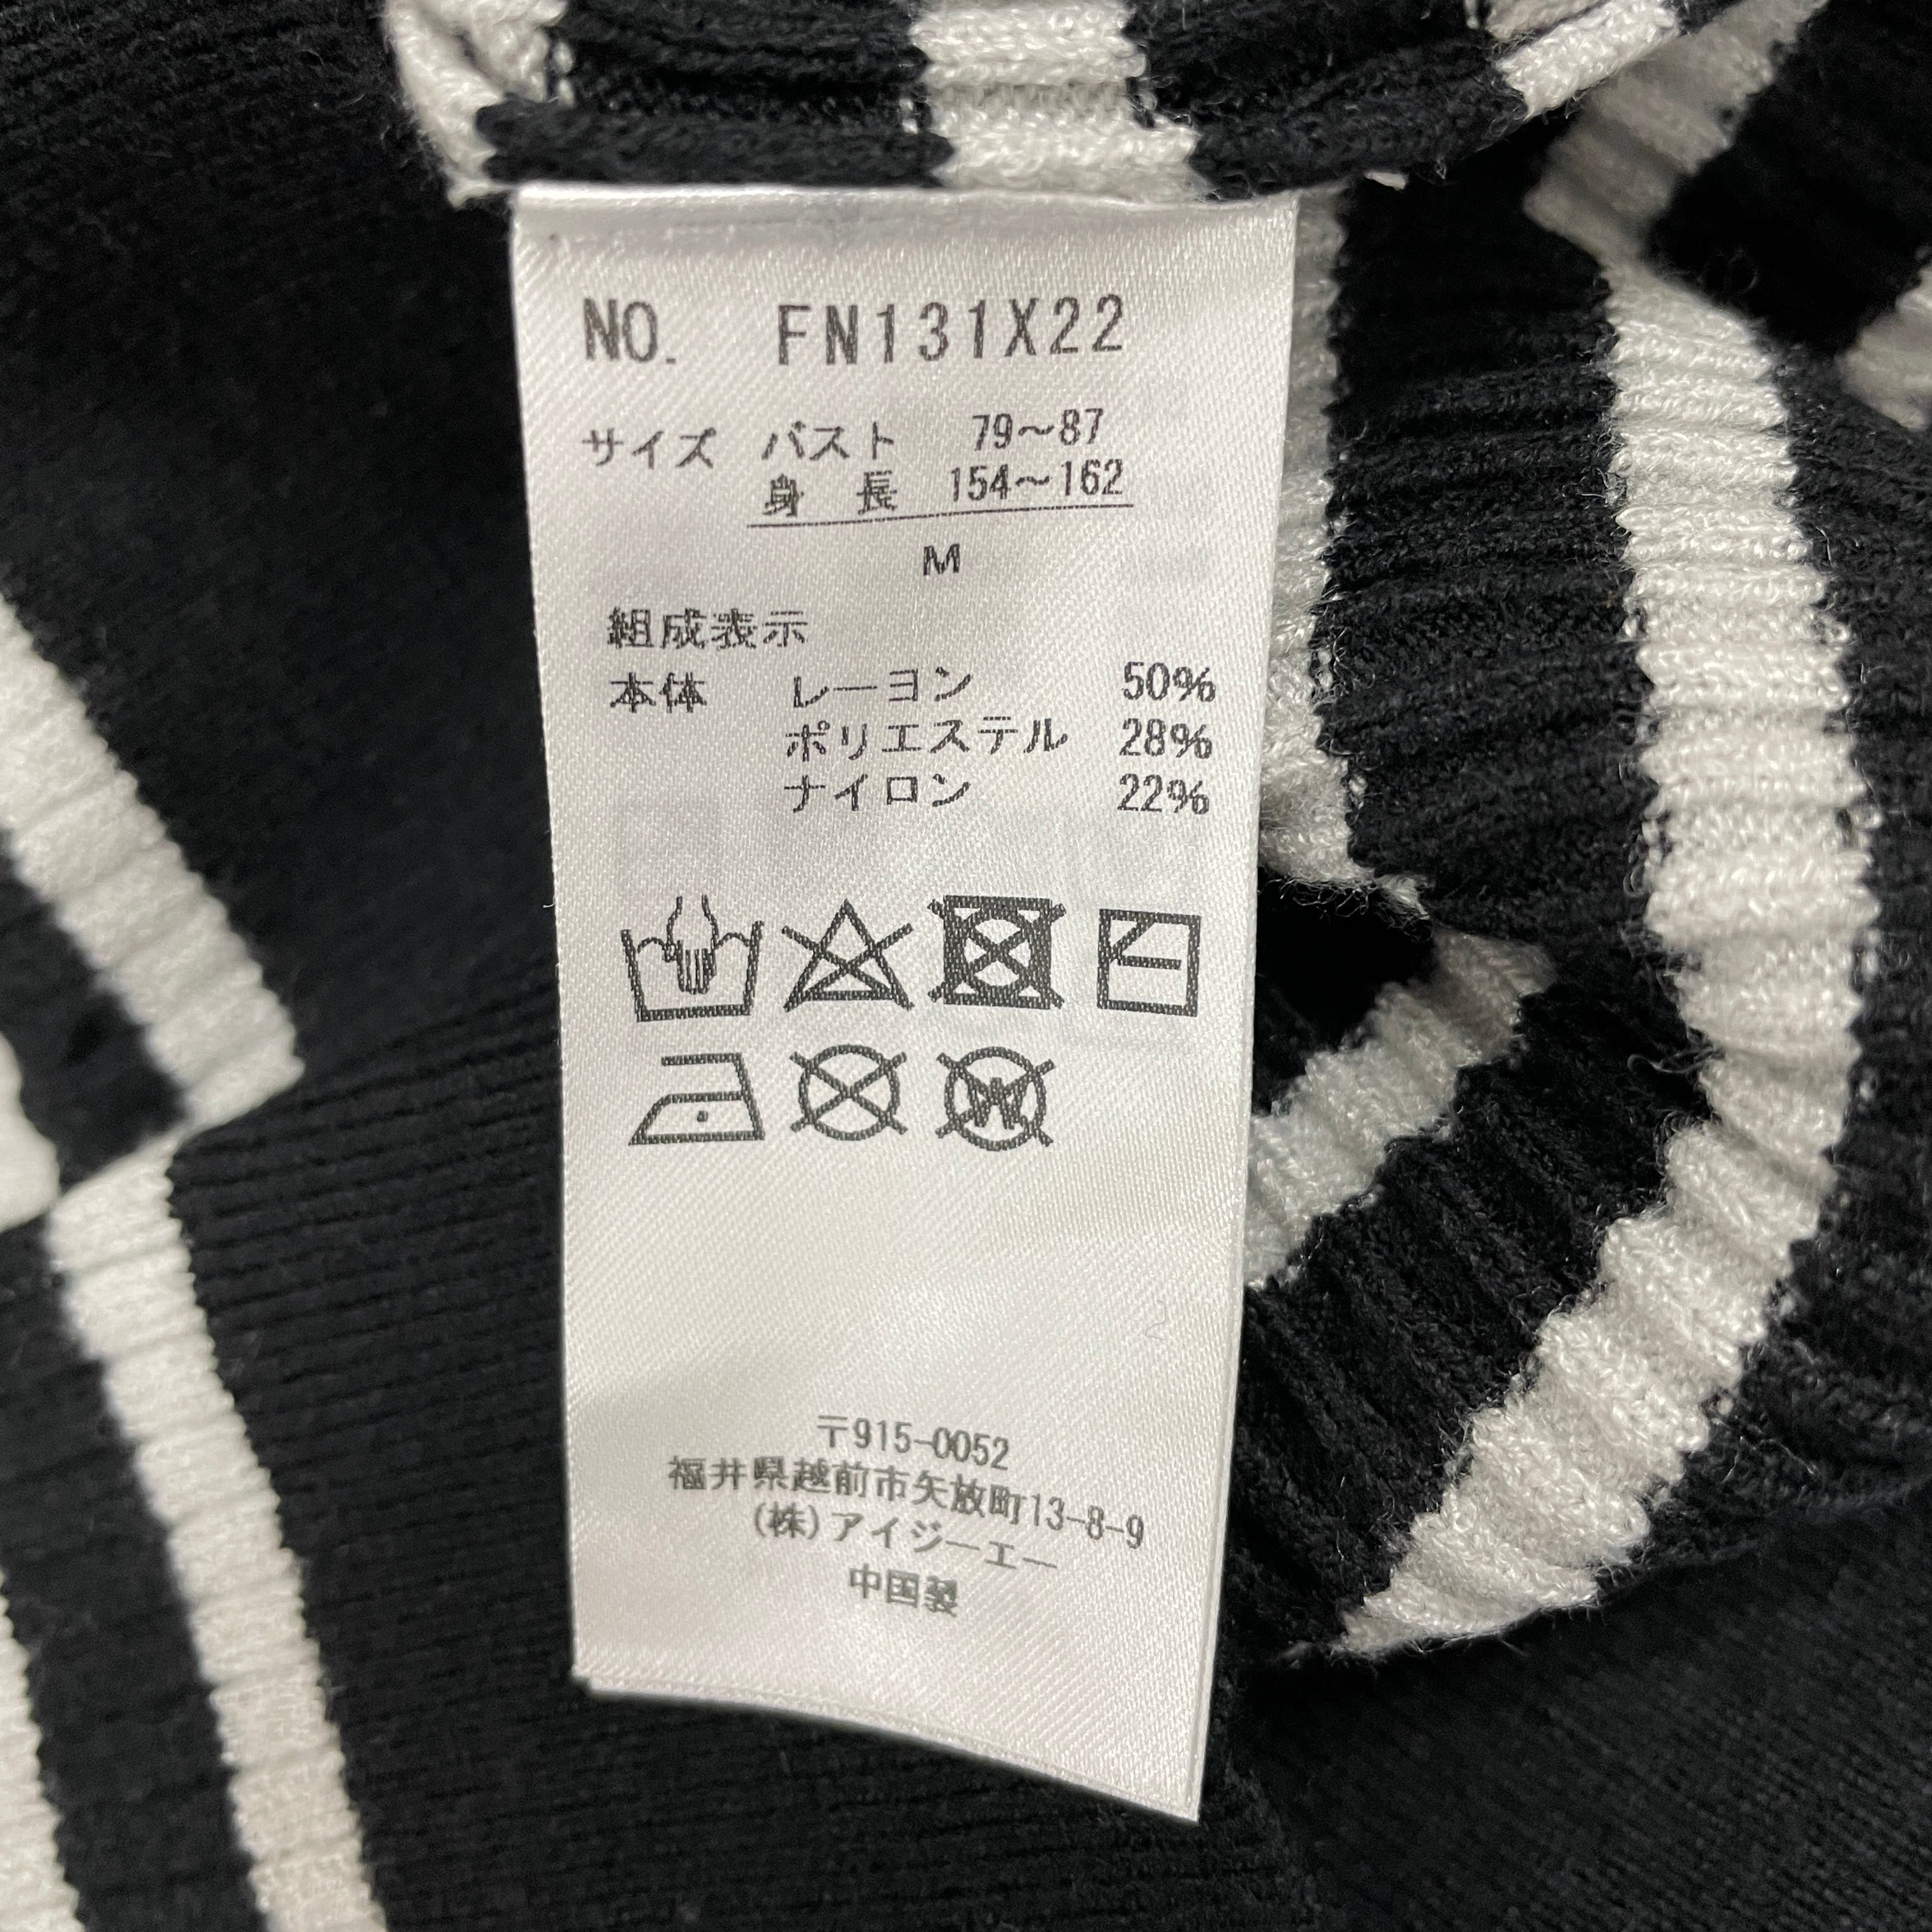 NO. FN131X22
サイズ バスト 79～87
身 長 154～162
M
組成表示
本体 レーヨン 50%
ポリエステル 28%
ナイロン 22%
W
〒915-0052
福井県越前市矢放町13-8-9
(株)アイジーエー
中国製